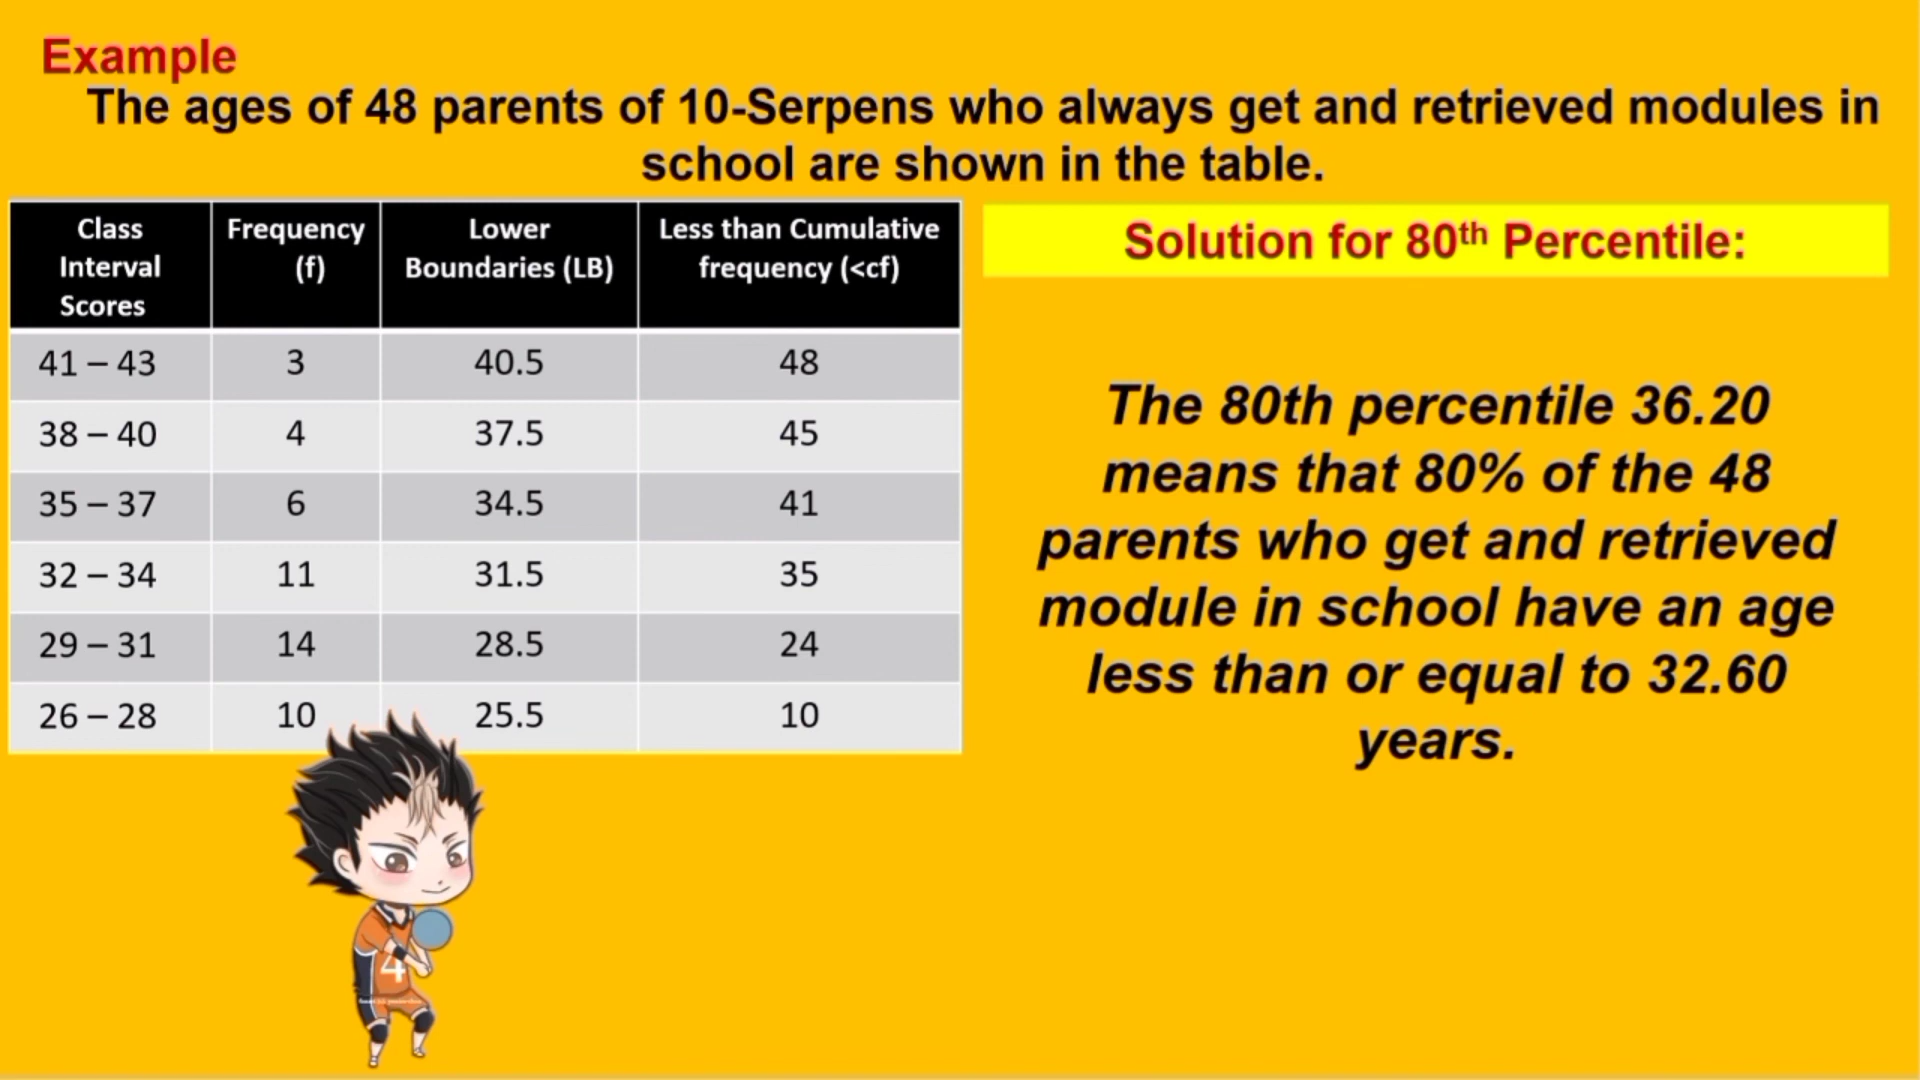 Example
The ages of 48 parents of 10-Serpens who always get and retrieved modules in
school are shown in the table.
Class Interval Scores | Frequency (f) | Lower Boundaries (LB) | Less than Cumulative frequency (<cf)
41 – 43 | 3 | 40.5 | 48
38 – 40 | 4 | 37.5 | 45
35 – 37 | 6 | 34.5 | 41
32 – 34 | 11 | 31.5 | 35
29 – 31 | 14 | 28.5 | 24
26 – 28 | 10 | 25.5 | 10
Solution for 80th Percentile:
The 80th percentile 36.20
means that 80% of the 48
parents who get and retrieved
module in school have an age
less than or equal to 32.60
years.
4